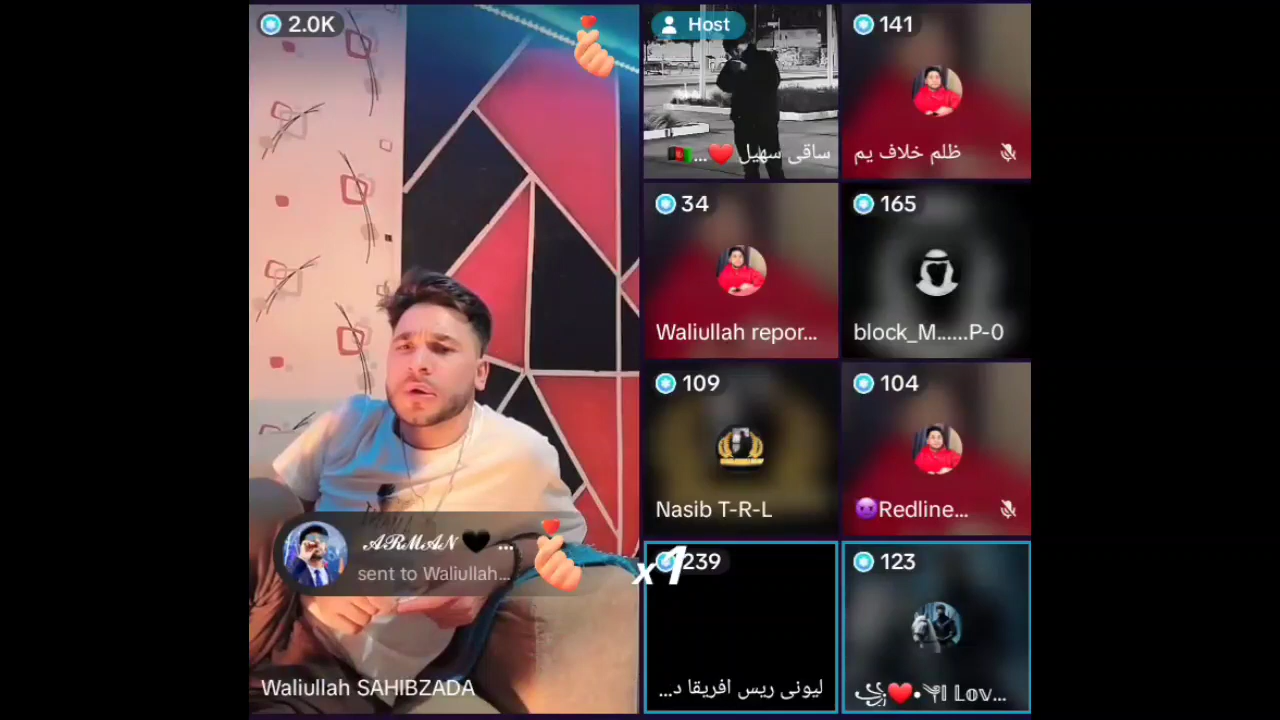 2.0K
Host
ساقی سهیل ❤️...🇦🇫
141
ظلم خلاف یم
34
Waliullah repor...
165
block_M......P-0
109
Nasib T-R-L
104
😈Redline...
𝒜𝑅𝑀𝒜𝒩 🖤 ...
sent to Waliullah...
x1
239
ليونی ریس افریقا د...
123
꧁❤️•༆𝕀 𝕃𝕠𝕧...
Waliullah SAHIBZADA